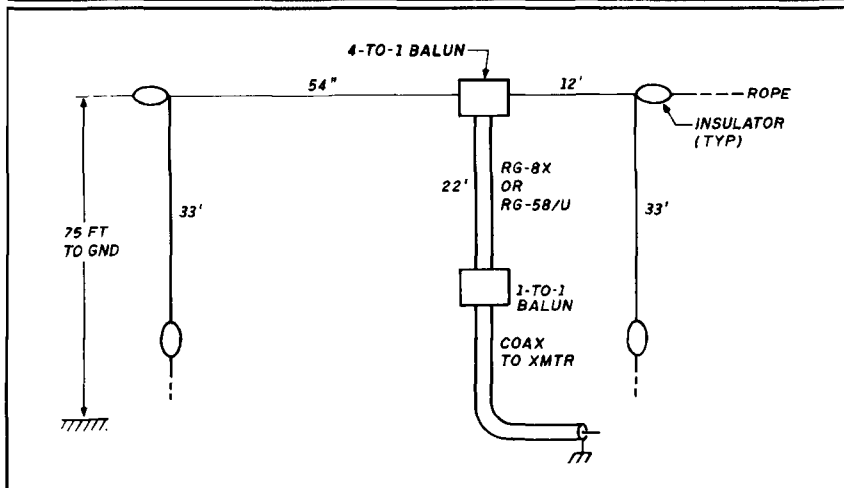 4-TO-1 BALUN
54"
12'
ROPE
INSULATOR
(TYP)
RG-8X
OR
RG-58/U
22'
33'
33'
75 FT
TO GND
1-TO-1
BALUN
COAX
TO XMTR